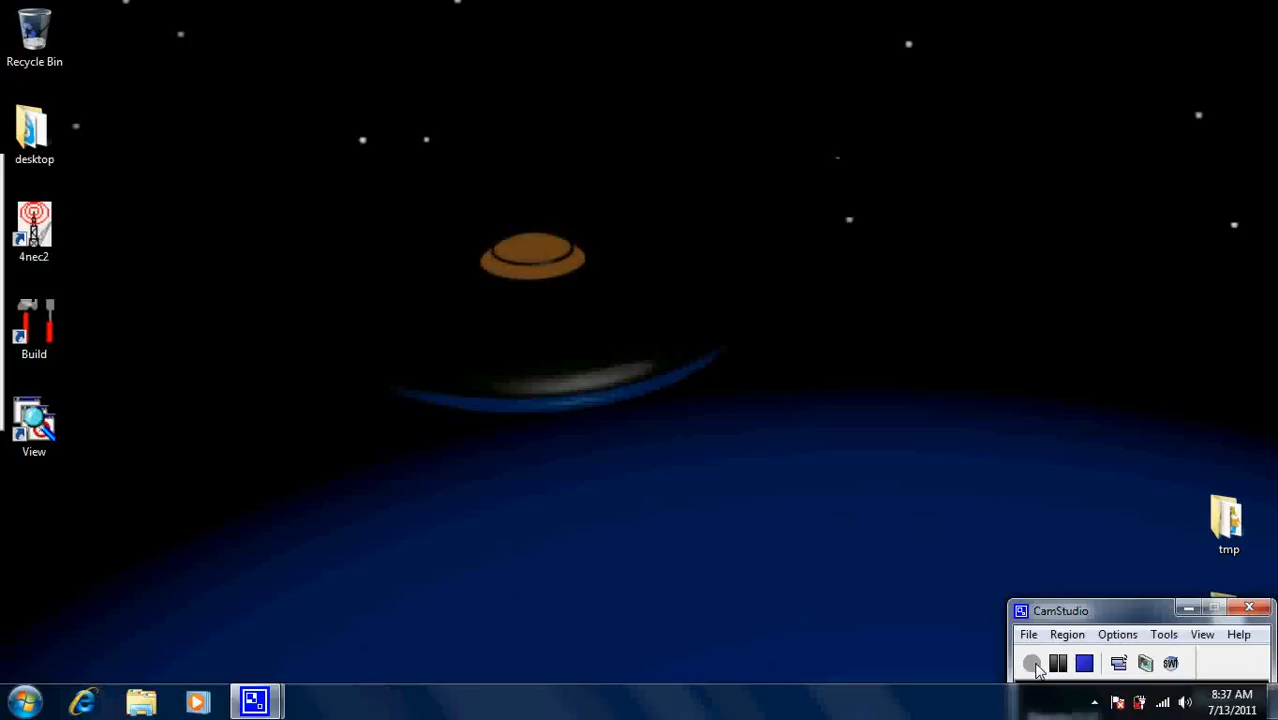 Recycle Bin
desktop
4nec2
Build
View
tmp
CamStudio
File Region Options Tools View Help
SWF
8:37 AM
7/13/2011